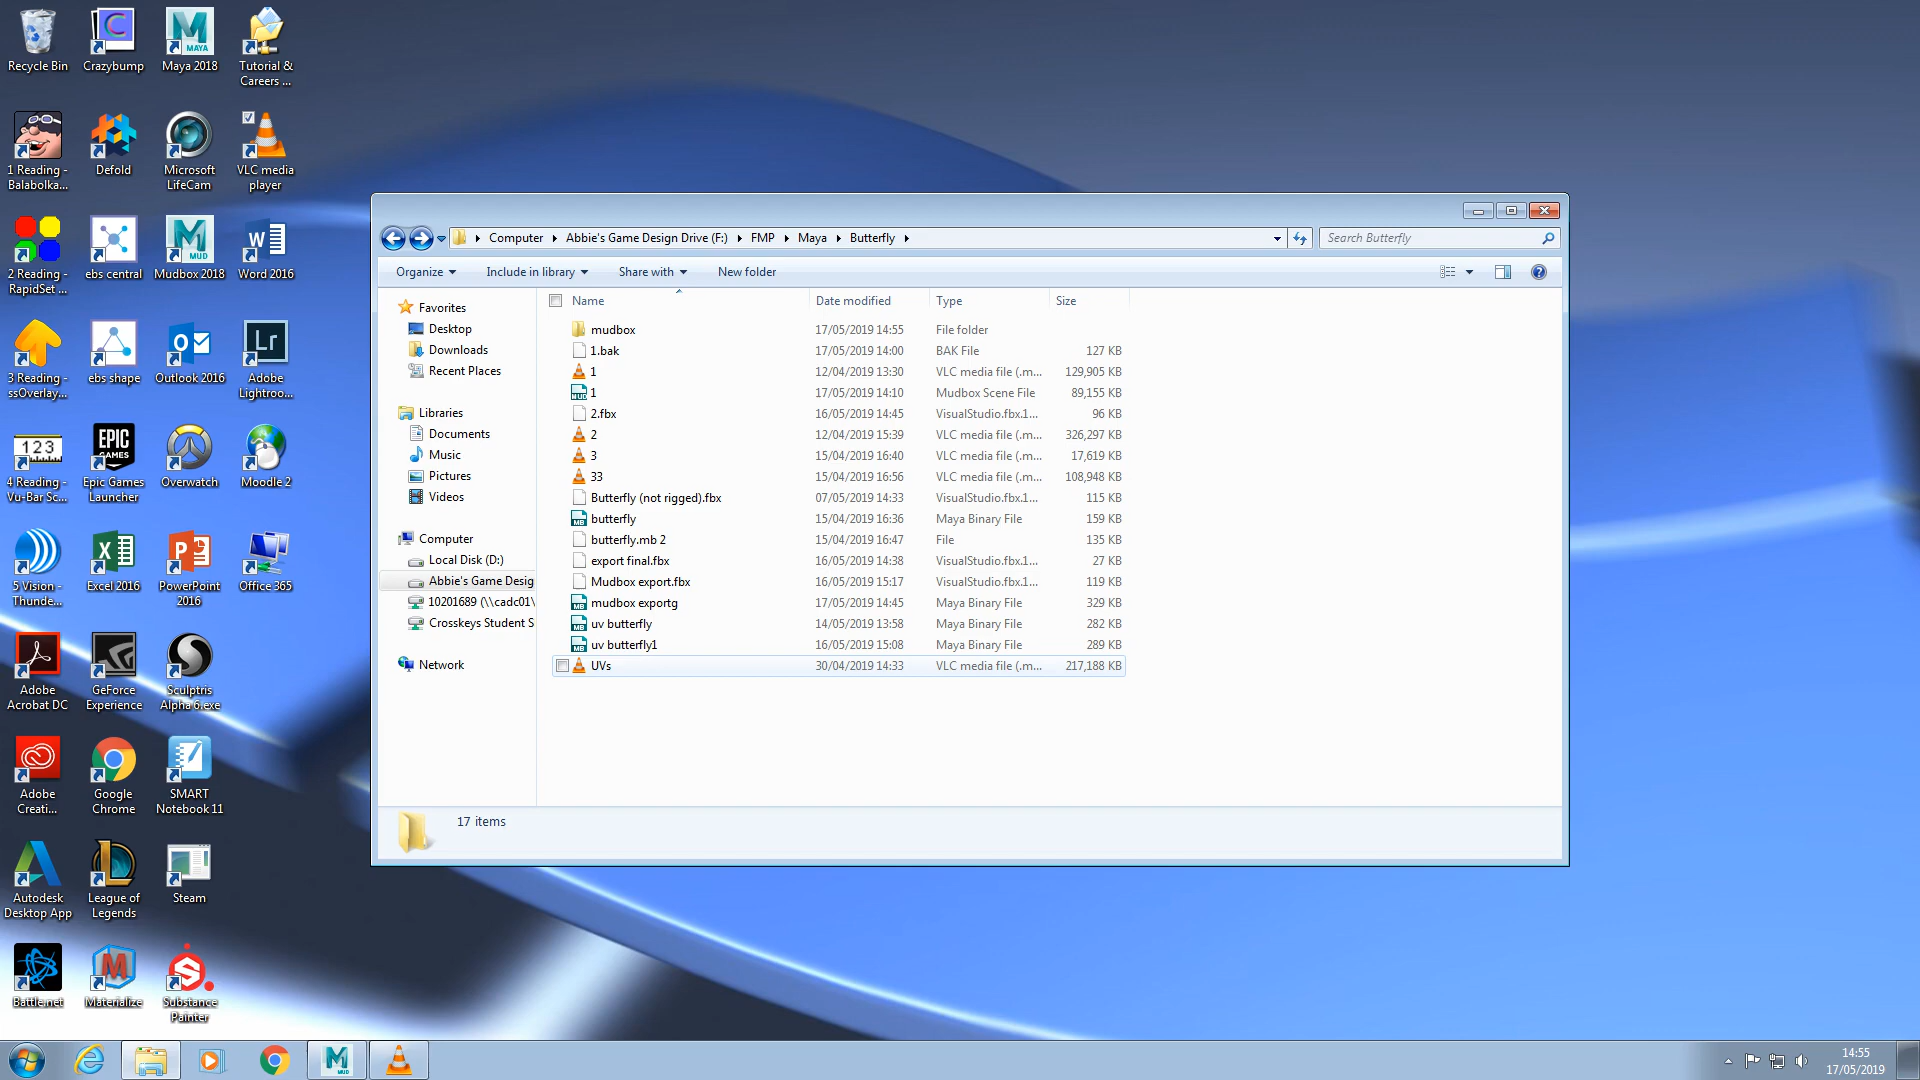 Recycle Bin
Crazybump
Maya 2018
Tutorial &
Careers ...
1 Reading -
Balabolka...
Defold
Microsoft
LifeCam
VLC media
player
2 Reading -
RapidSet ...
ebs central
Mudbox 2018
Word 2016
3 Reading -
ssOverlay...
ebs shape
Outlook 2016
Adobe
Lightroo...
4 Reading -
Vu-Bar Sc...
Epic Games
Launcher
Overwatch
Moodle 2
5 Vision -
Thunde...
Excel 2016
PowerPoint
2016
Office 365
Adobe
Acrobat DC
GeForce
Experience
Sculptris
Alpha 6.exe
Adobe
Creati...
Google
Chrome
SMART
Notebook 11
Autodesk
Desktop App
League of
Legends
Steam
Battle.net
Materialize
Substance
Painter
Computer
Abbie's Game Design Drive (F:)
FMP
Maya
Butterfly
Search Butterfly
Organize
Include in library
Share with
New folder
Favorites
Desktop
Downloads
Recent Places
Libraries
Documents
Music
Pictures
Videos
Computer
Local Disk (D:)
Abbie's Game Desig
10201689 (\\cadc01\
Crosskeys Student S
Network
Name Date modified Type Size
mudbox 17/05/2019 14:55 File folder
1.bak 17/05/2019 14:00 BAK File 127 KB
1 12/04/2019 13:30 VLC media file (.m... 129,905 KB
1 17/05/2019 14:10 Mudbox Scene File 89,155 KB
2.fbx 16/05/2019 14:45 VisualStudio.fbx.1... 96 KB
2 12/04/2019 15:39 VLC media file (.m... 326,297 KB
3 15/04/2019 16:40 VLC media file (.m... 17,619 KB
33 15/04/2019 16:56 VLC media file (.m... 108,948 KB
Butterfly (not rigged).fbx 07/05/2019 14:33 VisualStudio.fbx.1... 115 KB
butterfly 15/04/2019 16:36 Maya Binary File 159 KB
butterfly.mb 2 15/04/2019 16:47 File 135 KB
export final.fbx 16/05/2019 14:38 VisualStudio.fbx.1... 27 KB
Mudbox export.fbx 16/05/2019 15:17 VisualStudio.fbx.1... 119 KB
mudbox exportg 17/05/2019 14:45 Maya Binary File 329 KB
uv butterfly 14/05/2019 13:58 Maya Binary File 282 KB
uv butterfly1 16/05/2019 15:08 Maya Binary File 289 KB
UVs 30/04/2019 14:33 VLC media file (.m... 217,188 KB
17 items
14:55
17/05/2019